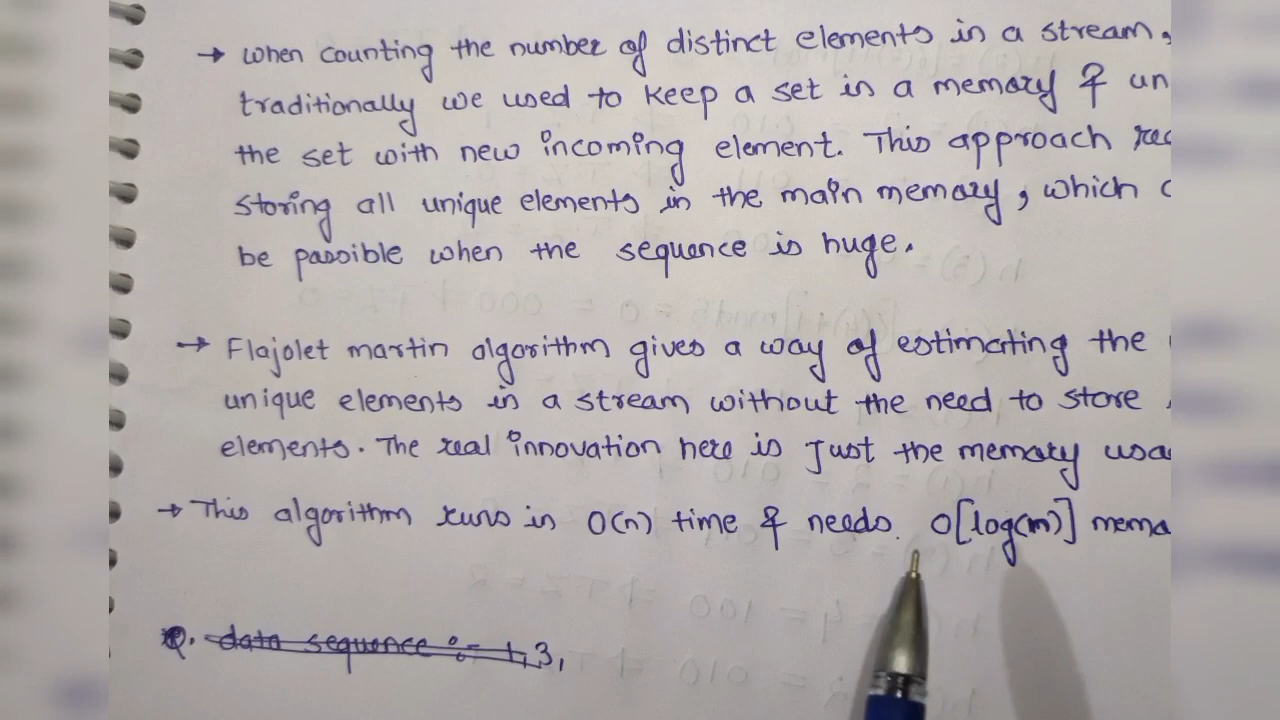 → when counting the number of distinct elements in a stream,
traditionally we used to keep a set in a memory & un
the set with new incoming element. This approach rec
storing all unique elements in the main memory, which c
be possible when the sequence is huge.
→ Flajolet martin algorithm gives a way of estimating the
unique elements in a stream without the need to store
elements. The real innovation here is just the memory usa
→ This algorithm runs in O(n) time & needs. O[log(m)] memo
Q. data sequence :- 1, 3,